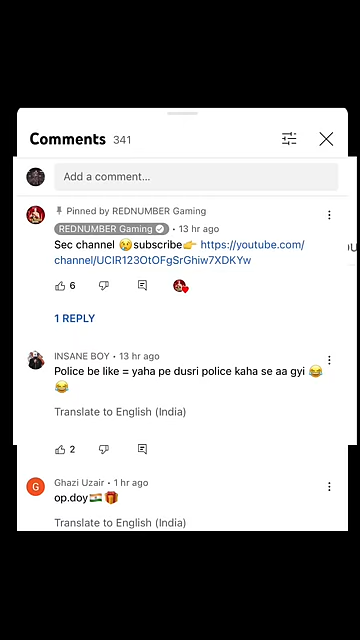 Comments 341
Add a comment...
Pinned by REDNUMBER Gaming
REDNUMBER Gaming • 13 hr ago
Sec channel 😢subscribe👉 https://youtube.com/
channel/UCIR123OtOFgSrGhiw7XDKYw
6
1 REPLY
INSANE BOY • 13 hr ago
Police be like = yaha pe dusri police kaha se aa gyi 😂
😂
Translate to English (India)
2
G
Ghazi Uzair • 1 hr ago
op.doy🇮🇳🎁
Translate to English (India)